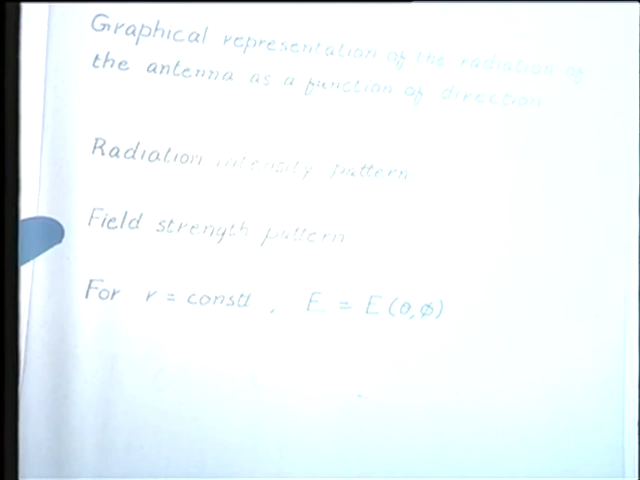 Graphical representation of the radiation of
the antenna as a function of direction
Radiation intensity pattern
Field strength pattern
For r = constt , E = E(θ,φ)